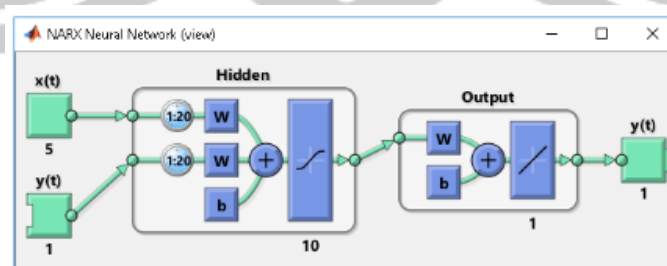 NARX Neural Network (view)
Hidden
x(t)
1:20 W
5
Output
y(t)
W
y(t)
1:20 W
b
b
1
1
1
10